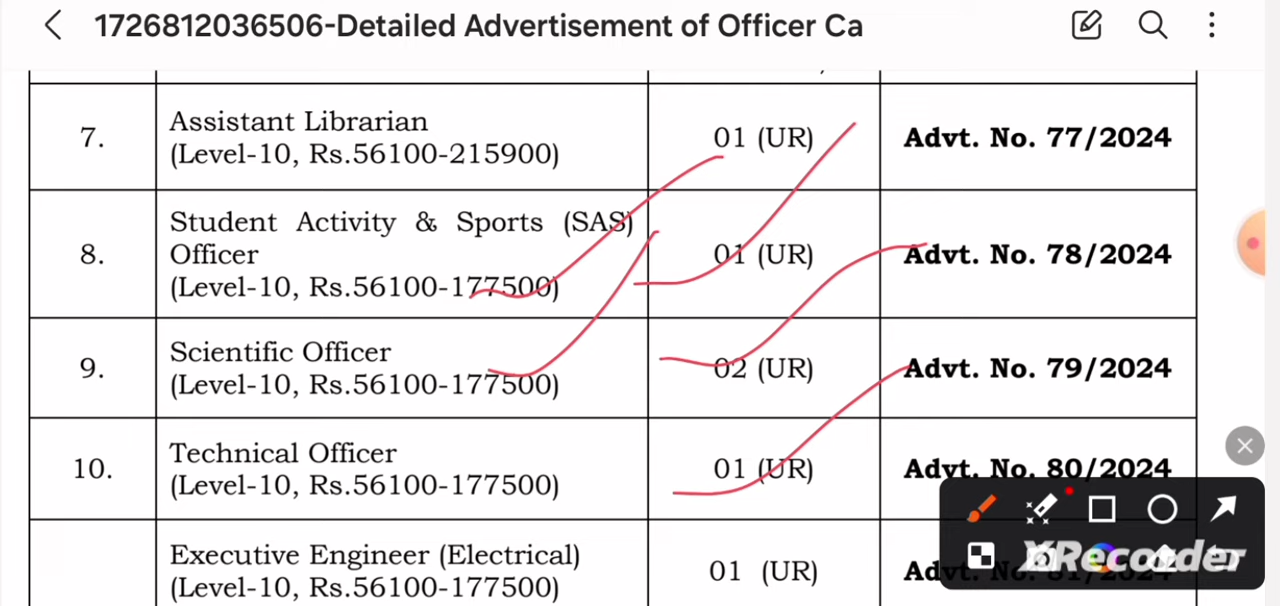 1726812036506-Detailed Advertisement of Officer Ca
7.
Assistant Librarian
(Level-10, Rs.56100-215900)
01 (UR)
Advt. No. 77/2024
8.
Student Activity & Sports (SAS)
Officer
(Level-10, Rs.56100-177500)
01 (UR)
Advt. No. 78/2024
9.
Scientific Officer
(Level-10, Rs.56100-177500)
02 (UR)
Advt. No. 79/2024
10.
Technical Officer
(Level-10, Rs.56100-177500)
01 (UR)
Advt. No. 80/2024
Executive Engineer (Electrical)
(Level-10, Rs.56100-177500)
01 (UR)
Advt. No. 81/2024
XRecorder